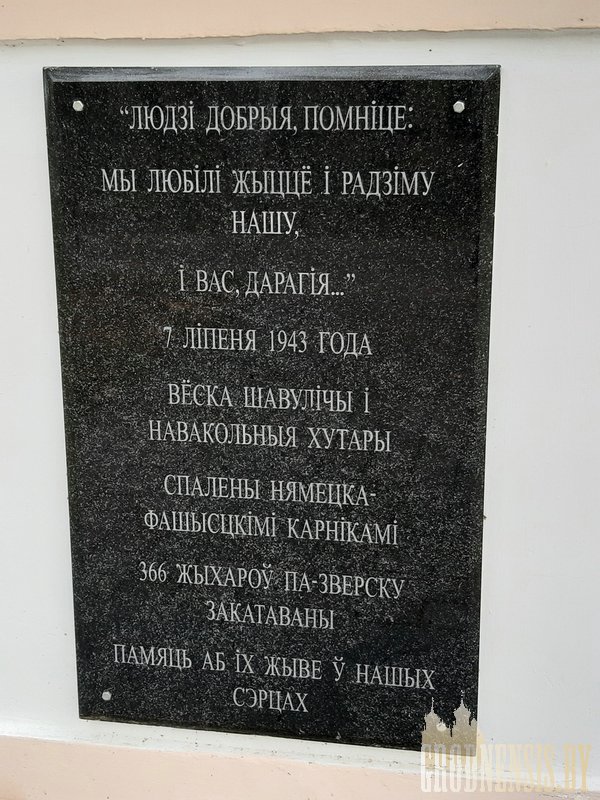 “ЛЮДЗІ ДОБРЫЯ, ПОМНІЦЕ:
МЫ ЛЮБІЛІ ЖЫЦЦЁ І РАДЗІМУ
НАШУ,
І ВАС, ДАРАГІЯ...”
7 ЛІПЕНЯ 1943 ГОДА
ВЁСКА ШАВУЛІЧЫ І
НАВАКОЛЬНЫЯ ХУТАРЫ
СПАЛЕНЫ НЯМЕЦКА-
ФАШЫСЦКІМІ КАРНІКАМІ
366 ЖЫХАРОЎ ПА-ЗВЕРСКУ
ЗАКАТАВАНЫ
ПАМЯЦЬ АБ ІХ ЖЫВЕ Ў НАШЫХ
СЭРЦАХ
GRODNENSIS.BY